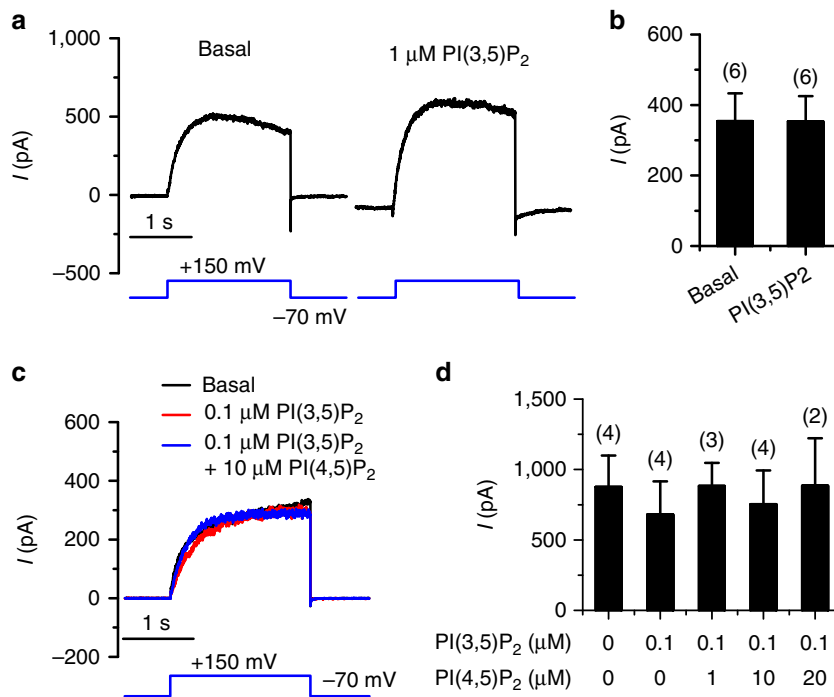 a
1,000
500
0
−500
I (pA)
Basal
1 µM PI(3,5)P2
1 s
+150 mV
−70 mV
b
600
400
200
0
I (pA)
(6)
(6)
Basal
PI(3,5)P2
c
Basal
0.1 µM PI(3,5)P2
0.1 µM PI(3,5)P2
+ 10 µM PI(4,5)P2
600
400
200
0
−200
I (pA)
1 s
+150 mV
−70 mV
d
1,500
1,000
750
500
0
I (pA)
(4)
(4)
(3)
(4)
(2)
PI(3,5)P2 (µM) 0 0.1 0.1 0.1 0.1
PI(4,5)P2 (µM) 0 0 1 10 20